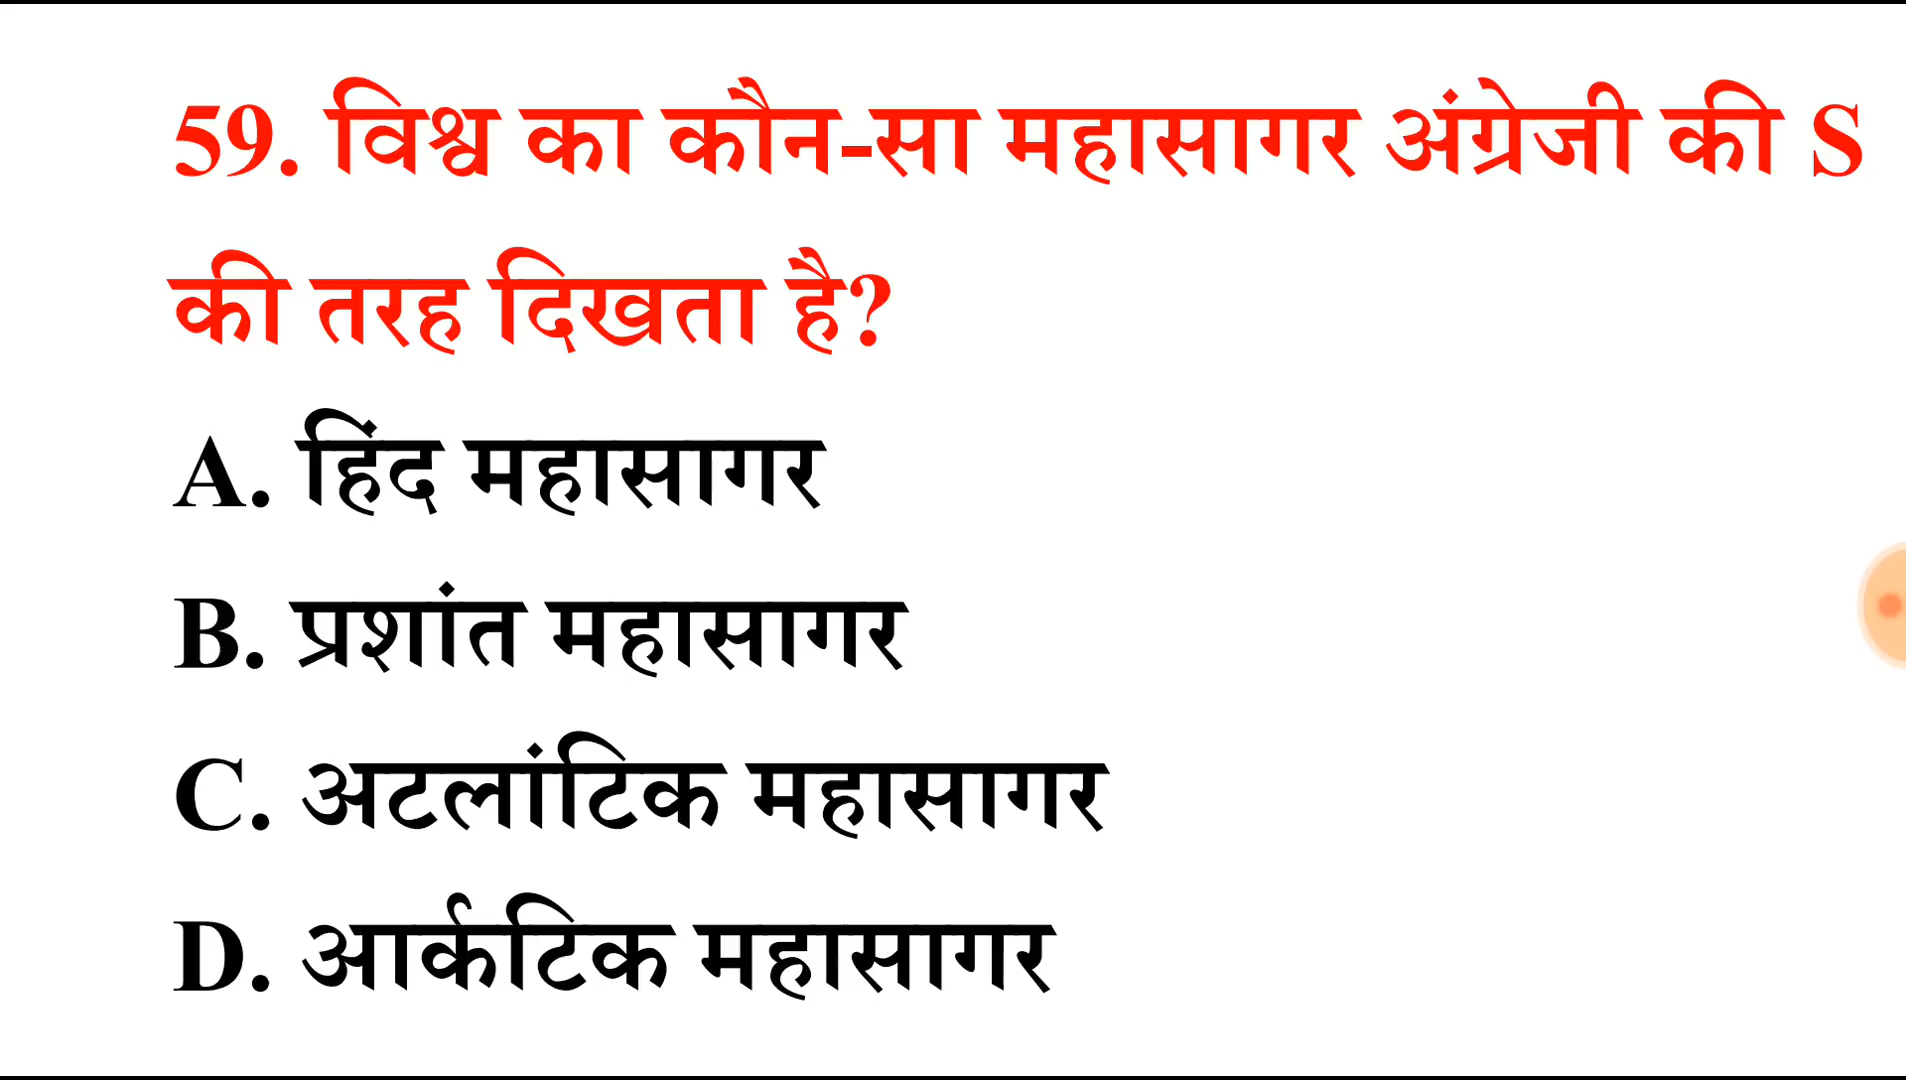 59. विश्व का कौन-सा महासागर अंग्रेजी की S
की तरह दिखता है?
A. हिंद महासागर
B. प्रशांत महासागर
C. अटलांटिक महासागर
D. आर्कटिक महासागर